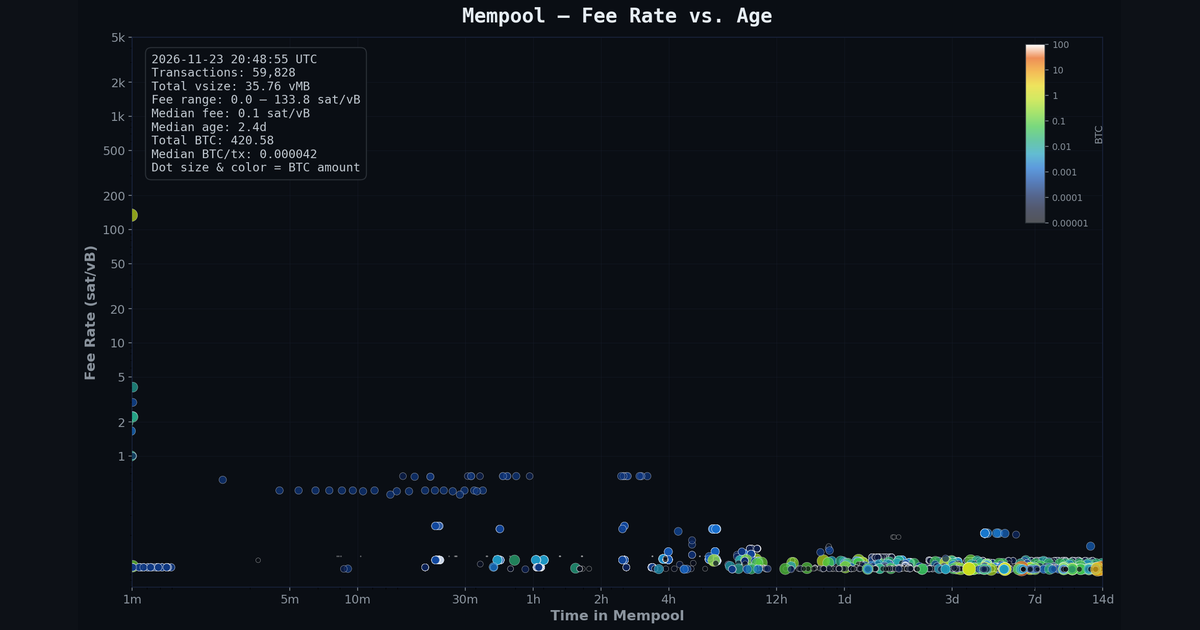 Mempool — Fee Rate vs. Age
2026-11-23 20:48:55 UTC
Transactions: 59,828
Total vsize: 35.76 vMB
Fee range: 0.0 – 133.8 sat/vB
Median fee: 0.1 sat/vB
Median age: 2.4d
Total BTC: 420.58
Median BTC/tx: 0.000042
Dot size & color = BTC amount
100
10
1
0.1
0.01
0.001
0.0001
0.00001
BTC
Fee Rate (sat/vB)
5k
2k
1k
500
200
100
50
20
10
5
2
1
1m
5m
10m
30m
1h
2h
4h
12h
1d
3d
7d
14d
Time in Mempool